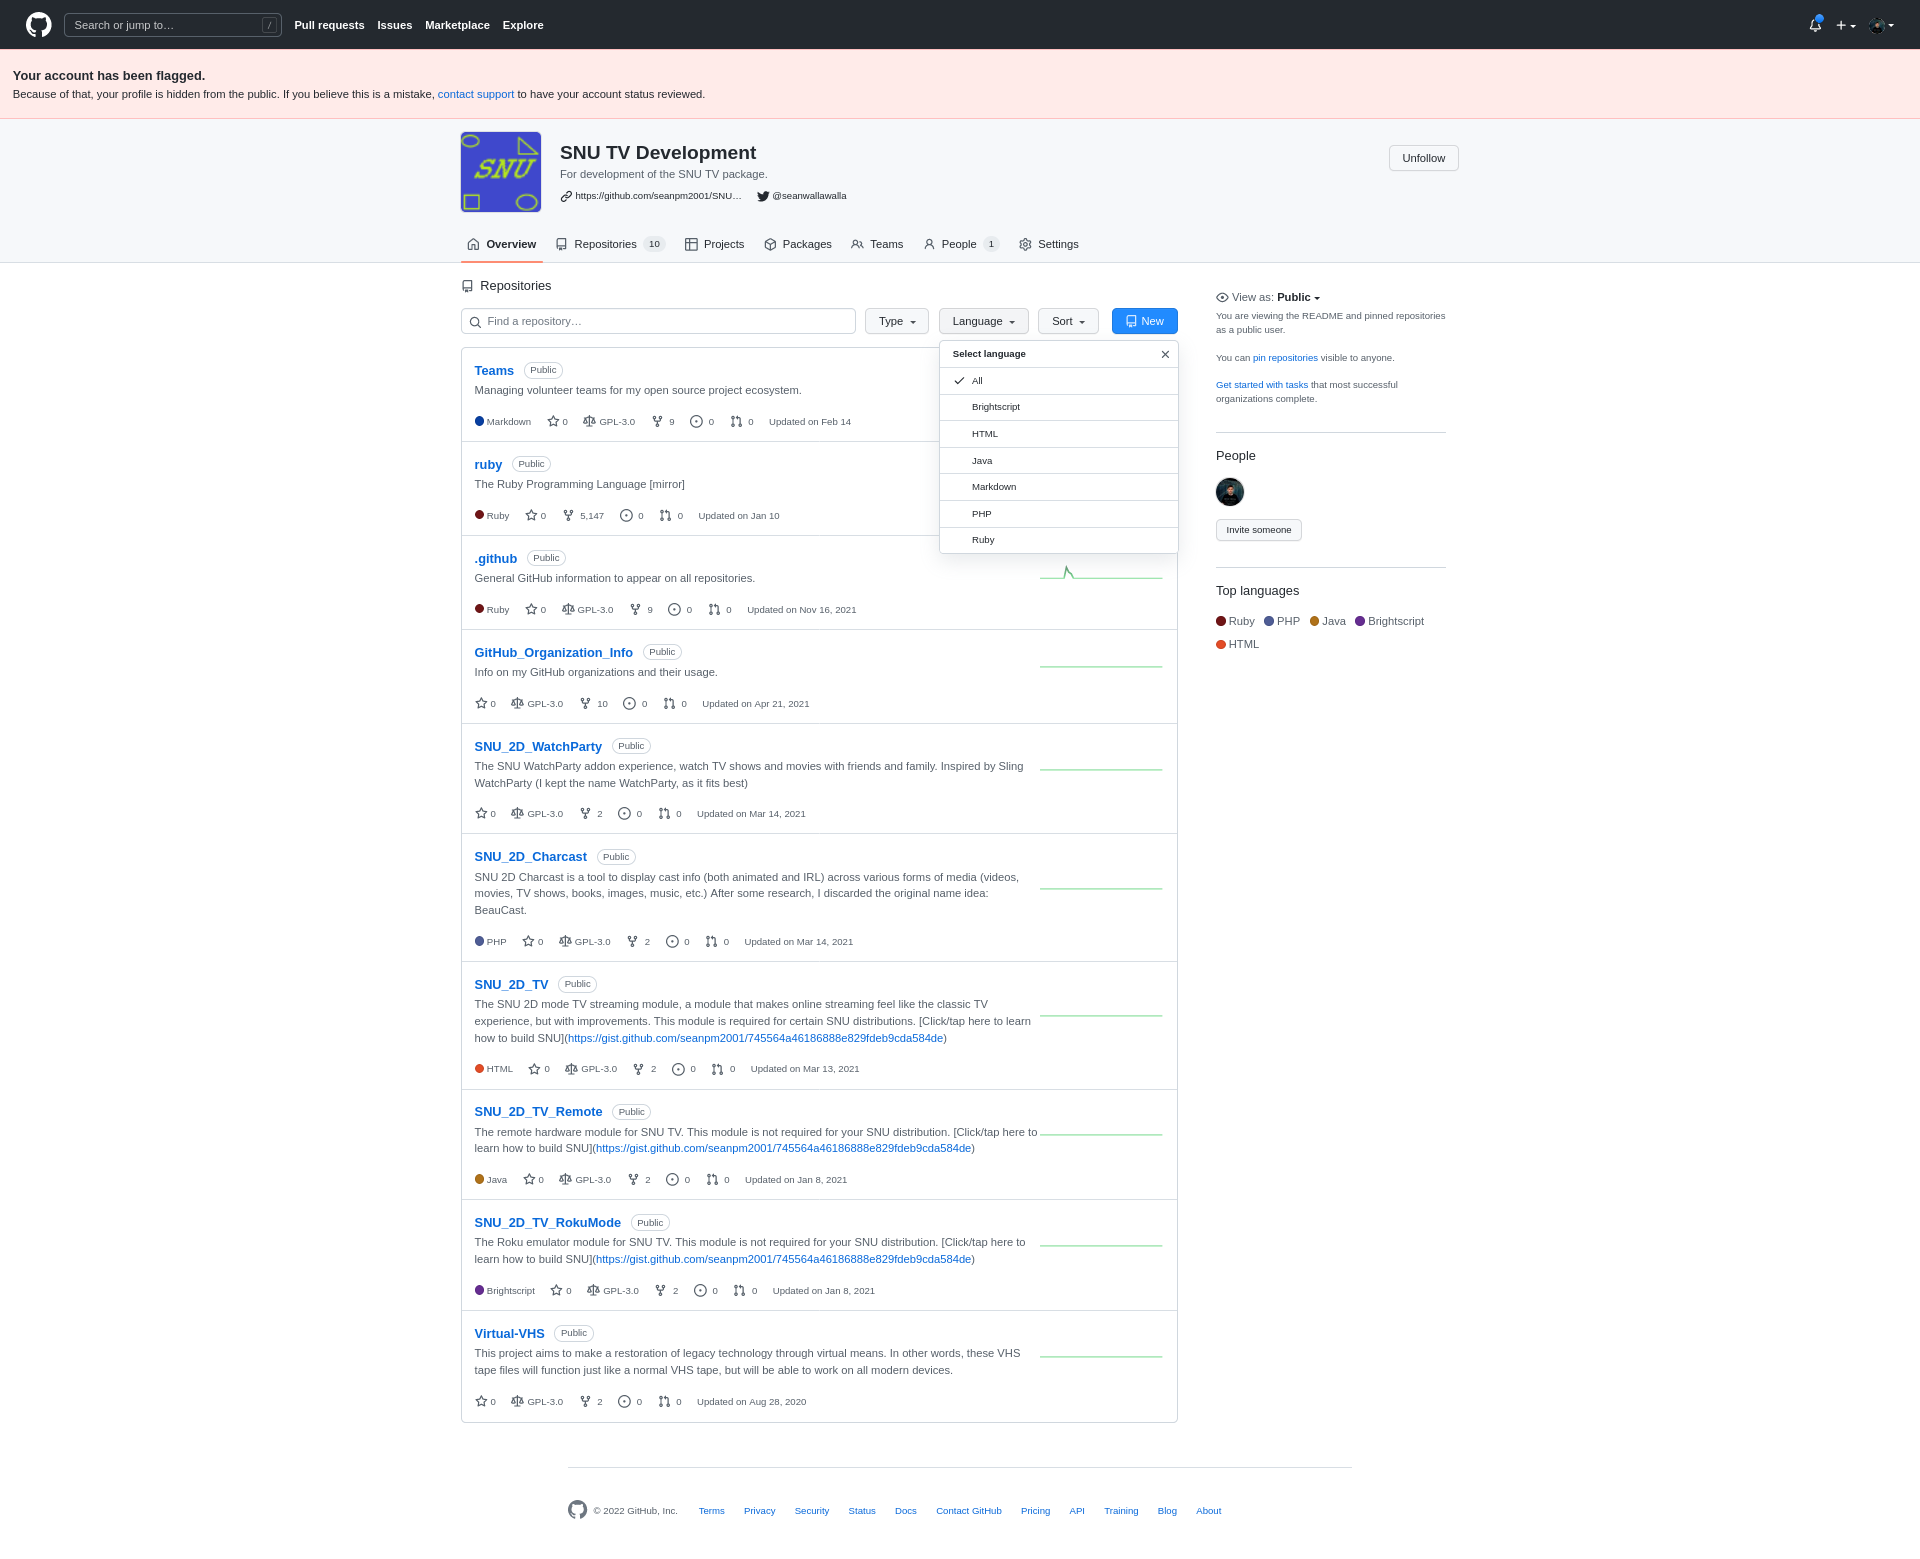 Search or jump to… /
Pull requests Issues Marketplace Explore
Your account has been flagged.
Because of that, your profile is hidden from the public. If you believe this is a mistake, contact support to have your account status reviewed.
SNU
SNU TV Development
For development of the SNU TV package.
https://github.com/seanpm2001/SNU… @seanwallawalla
Unfollow
Overview Repositories 10 Projects Packages Teams People 1 Settings
Repositories
Find a repository…
Type Language Sort New
Select language
All
Brightscript
HTML
Java
Markdown
PHP
Ruby
Teams Public
Managing volunteer teams for my open source project ecosystem.
Markdown 0 GPL-3.0 9 0 0 Updated on Feb 14
ruby Public
The Ruby Programming Language [mirror]
Ruby 0 5,147 0 0 Updated on Jan 10
.github Public
General GitHub information to appear on all repositories.
Ruby 0 GPL-3.0 9 0 0 Updated on Nov 16, 2021
GitHub_Organization_Info Public
Info on my GitHub organizations and their usage.
0 GPL-3.0 10 0 0 Updated on Apr 21, 2021
SNU_2D_WatchParty Public
The SNU WatchParty addon experience, watch TV shows and movies with friends and family. Inspired by Sling
WatchParty (I kept the name WatchParty, as it fits best)
0 GPL-3.0 2 0 0 Updated on Mar 14, 2021
SNU_2D_Charcast Public
SNU 2D Charcast is a tool to display cast info (both animated and IRL) across various forms of media (videos,
movies, TV shows, books, images, music, etc.) After some research, I discarded the original name idea:
BeauCast.
PHP 0 GPL-3.0 2 0 0 Updated on Mar 14, 2021
SNU_2D_TV Public
The SNU 2D mode TV streaming module, a module that makes online streaming feel like the classic TV
experience, but with improvements. This module is required for certain SNU distributions. [Click/tap here to learn
how to build SNU](https://gist.github.com/seanpm2001/745564a46186888e829fdeb9cda584de)
HTML 0 GPL-3.0 2 0 0 Updated on Mar 13, 2021
SNU_2D_TV_Remote Public
The remote hardware module for SNU TV. This module is not required for your SNU distribution. [Click/tap here to
learn how to build SNU](https://gist.github.com/seanpm2001/745564a46186888e829fdeb9cda584de)
Java 0 GPL-3.0 2 0 0 Updated on Jan 8, 2021
SNU_2D_TV_RokuMode Public
The Roku emulator module for SNU TV. This module is not required for your SNU distribution. [Click/tap here to
learn how to build SNU](https://gist.github.com/seanpm2001/745564a46186888e829fdeb9cda584de)
Brightscript 0 GPL-3.0 2 0 0 Updated on Jan 8, 2021
Virtual-VHS Public
This project aims to make a restoration of legacy technology through virtual means. In other words, these VHS
tape files will function just like a normal VHS tape, but will be able to work on all modern devices.
0 GPL-3.0 2 0 0 Updated on Aug 28, 2020
View as: Public
You are viewing the README and pinned repositories
as a public user.
You can pin repositories visible to anyone.
Get started with tasks that most successful
organizations complete.
People
Invite someone
Top languages
Ruby PHP Java Brightscript
HTML
© 2022 GitHub, Inc. Terms Privacy Security Status Docs Contact GitHub Pricing API Training Blog About